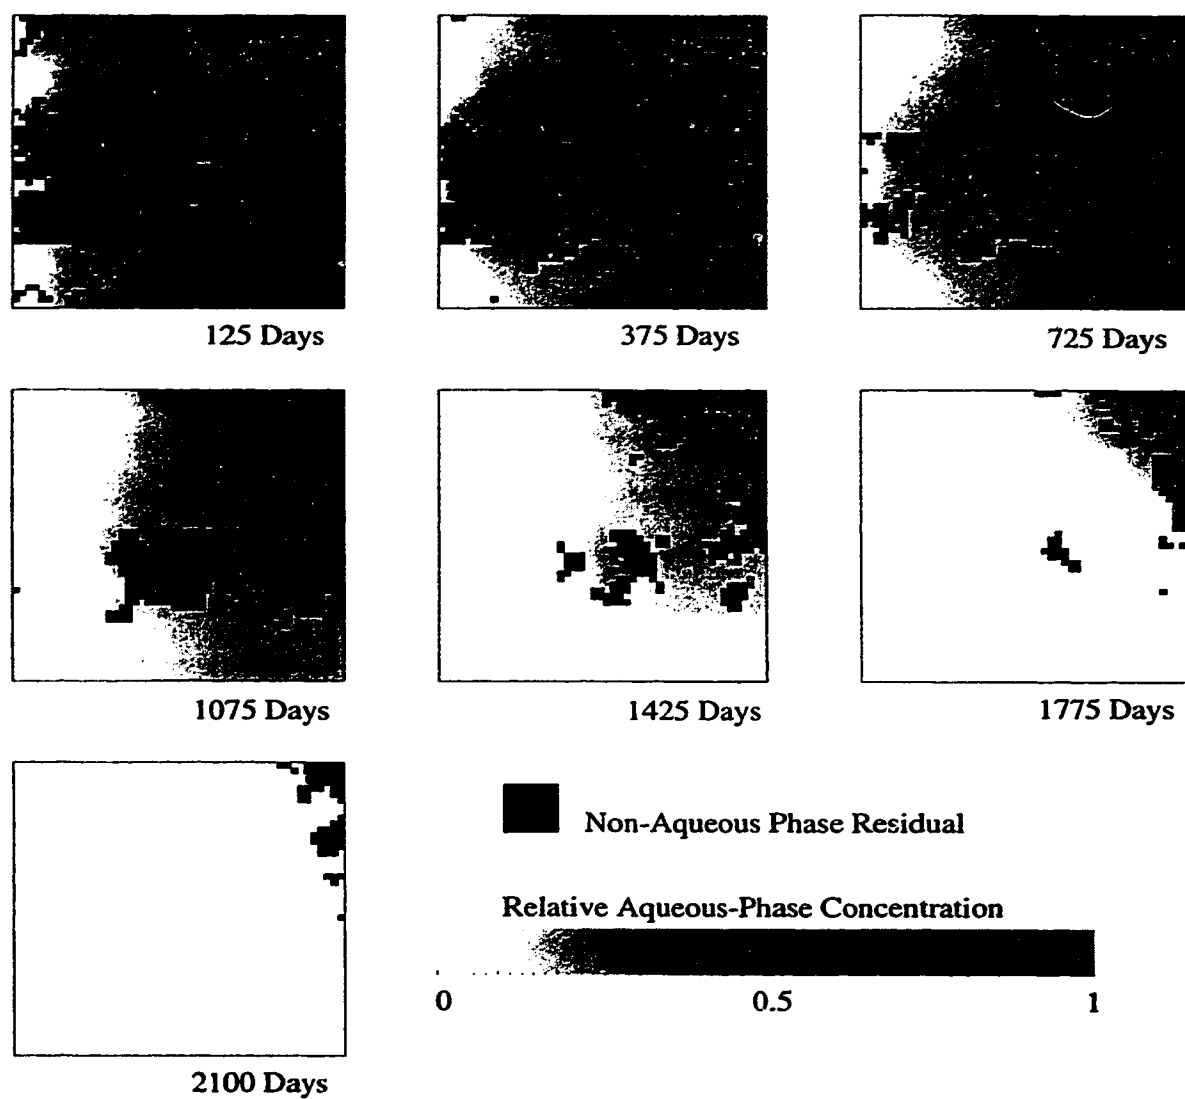 125 Days
375 Days
725 Days
1075 Days
1425 Days
1775 Days
2100 Days
Non-Aqueous Phase Residual
Relative Aqueous-Phase Concentration
0 0.5 1